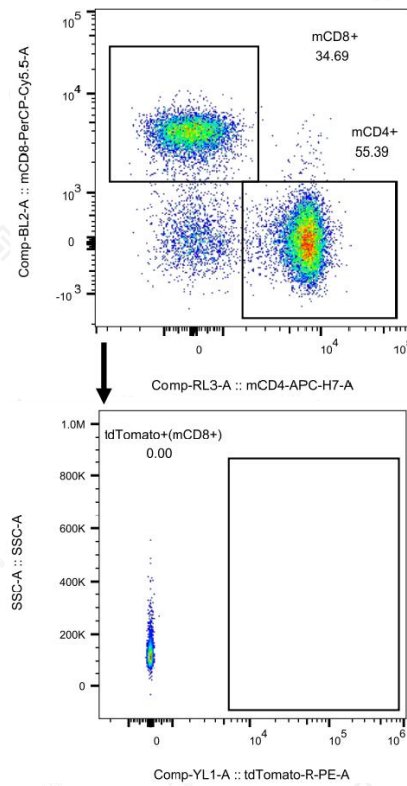 10^5
mCD8+
34.69
10^4
mCD4+
55.39
10^3
0
-10^3
Comp-BL2-A :: mCD8-PerCP-Cy5.5-A
0
10^4
Comp-RL3-A :: mCD4-APC-H7-A
1.0M
tdTomato+(mCD8+)
0.00
800K
600K
400K
200K
0
SSC-A :: SSC-A
0
10^4
10^5
10^6
Comp-YL1-A :: tdTomato-R-PE-A